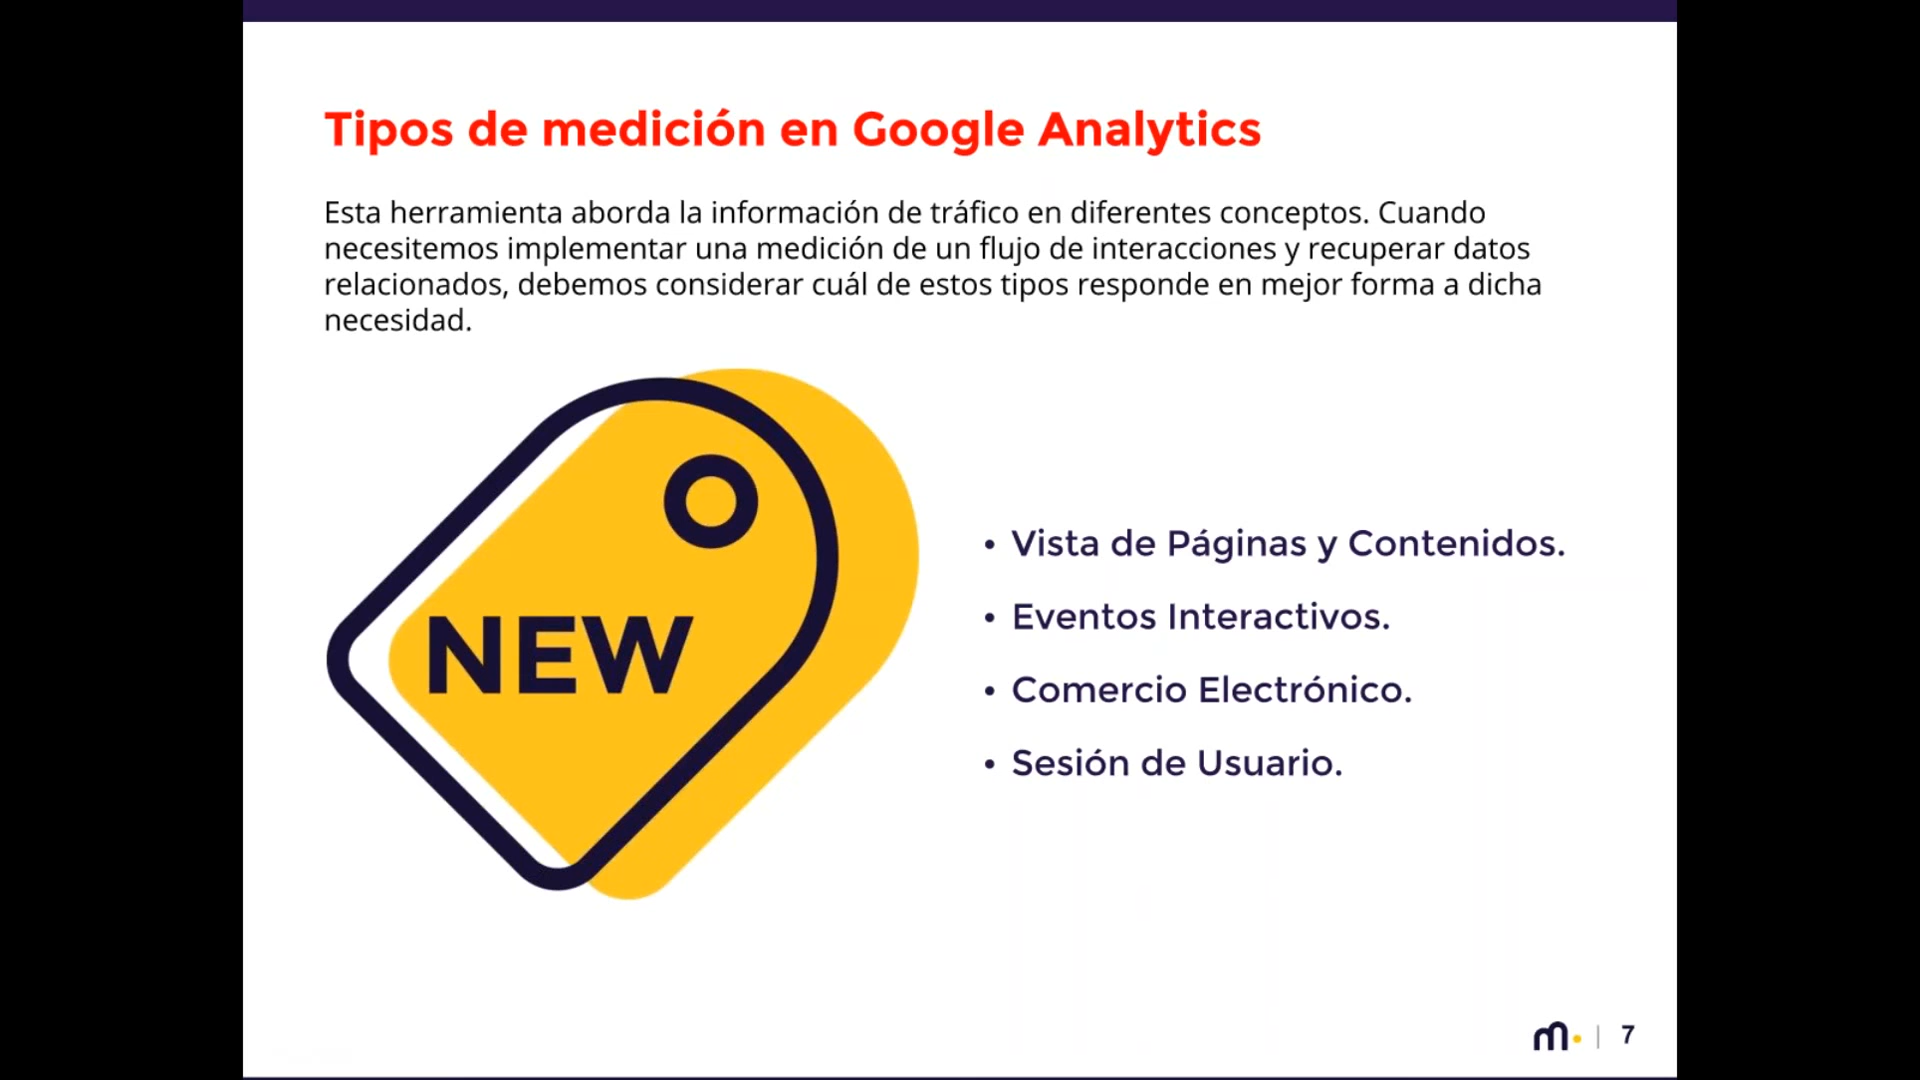 Tipos de medición en Google Analytics
Esta herramienta aborda la información de tráfico en diferentes conceptos. Cuando
necesitemos implementar una medición de un flujo de interacciones y recuperar datos
relacionados, debemos considerar cuál de estos tipos responde en mejor forma a dicha
necesidad.
NEW
• Vista de Páginas y Contenidos.
• Eventos Interactivos.
• Comercio Electrónico.
• Sesión de Usuario.
m. | 7